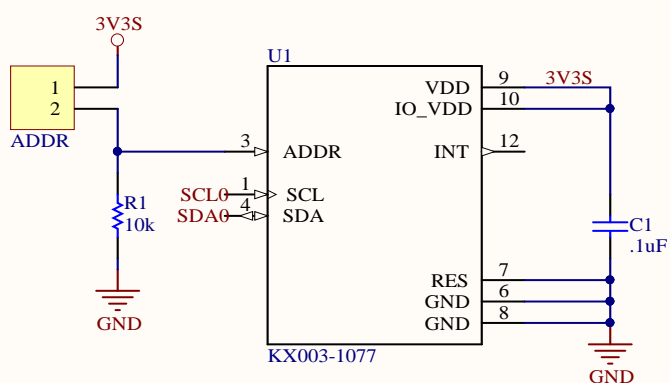 3V3S
1
2
ADDR
R1
10k
GND
U1
3
ADDR
SCL0
1
SCL
SDA0
4
SDA
VDD
9
3V3S
IO_VDD
10
INT
12
RES
7
GND
6
GND
8
KX003-1077
C1
.1uF
GND